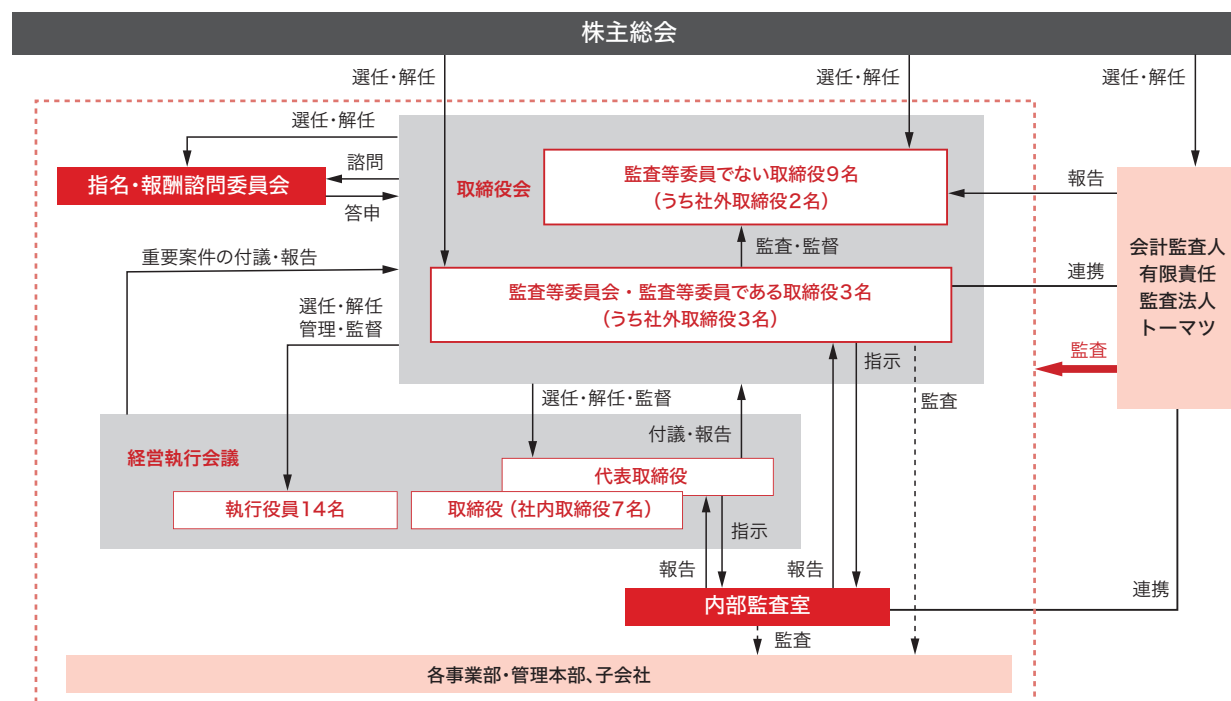 株主総会
選任・解任
選任・解任
選任・解任
選任・解任
諮問
指名・報酬諮問委員会
答申
取締役会
監査等委員でない取締役9名
（うち社外取締役2名）
報告
監査・監督
重要案件の付議・報告
監査等委員会・監査等委員である取締役3名
（うち社外取締役3名）
連携
会計監査人
有限責任
監査法人
トーマツ
選任・解任
管理・監督
監査
指示
監査
選任・解任・監督
付議・報告
経営執行会議
代表取締役
執行役員14名
取締役（社内取締役7名）
指示
報告
報告
内部監査室
連携
監査
各事業部・管理本部、子会社